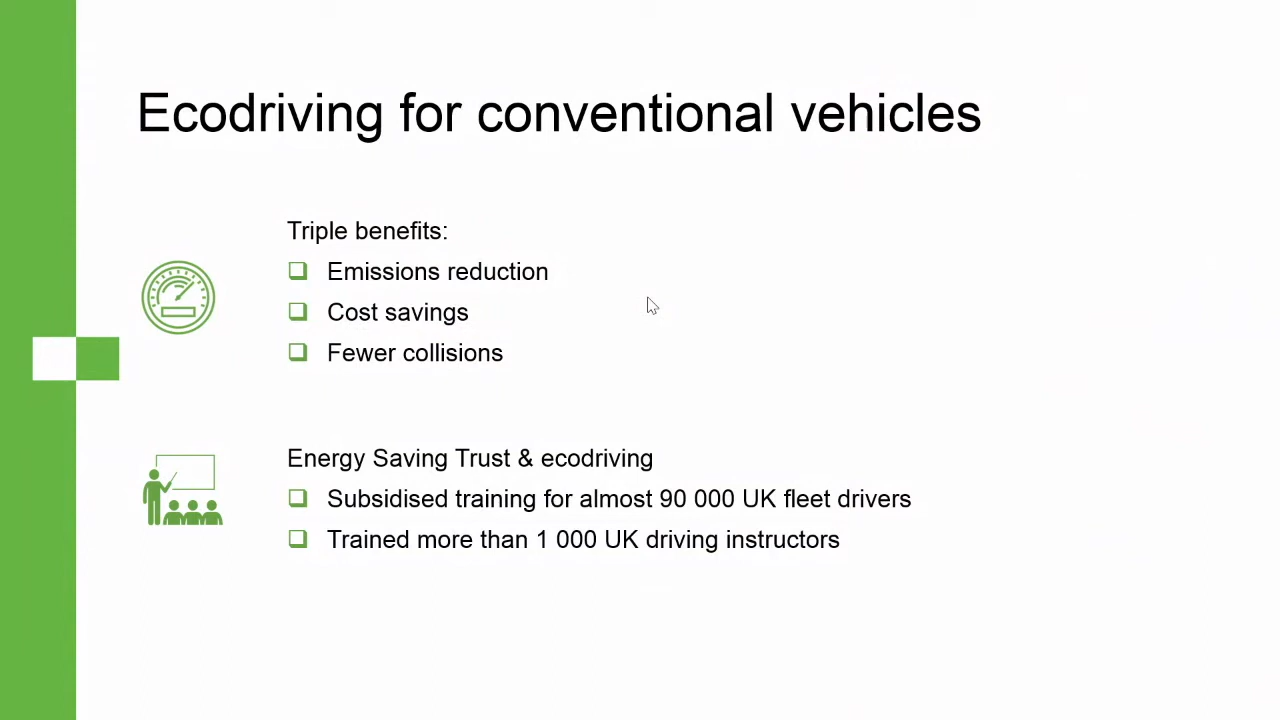 Ecodriving for conventional vehicles
Triple benefits:
Emissions reduction
Cost savings
Fewer collisions
Energy Saving Trust & ecodriving
Subsidised training for almost 90 000 UK fleet drivers
Trained more than 1 000 UK driving instructors